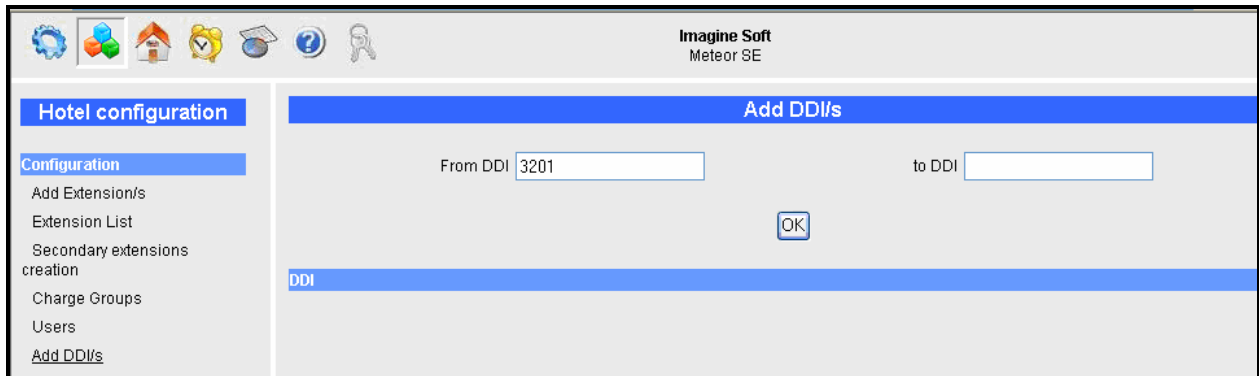 Imagine Soft
Meteor SE
Hotel configuration
Configuration
Add Extension/s
Extension List
Secondary extensions
creation
Charge Groups
Users
Add DDI/s
Add DDI/s
From DDI 3201 to DDI
OK
DDI